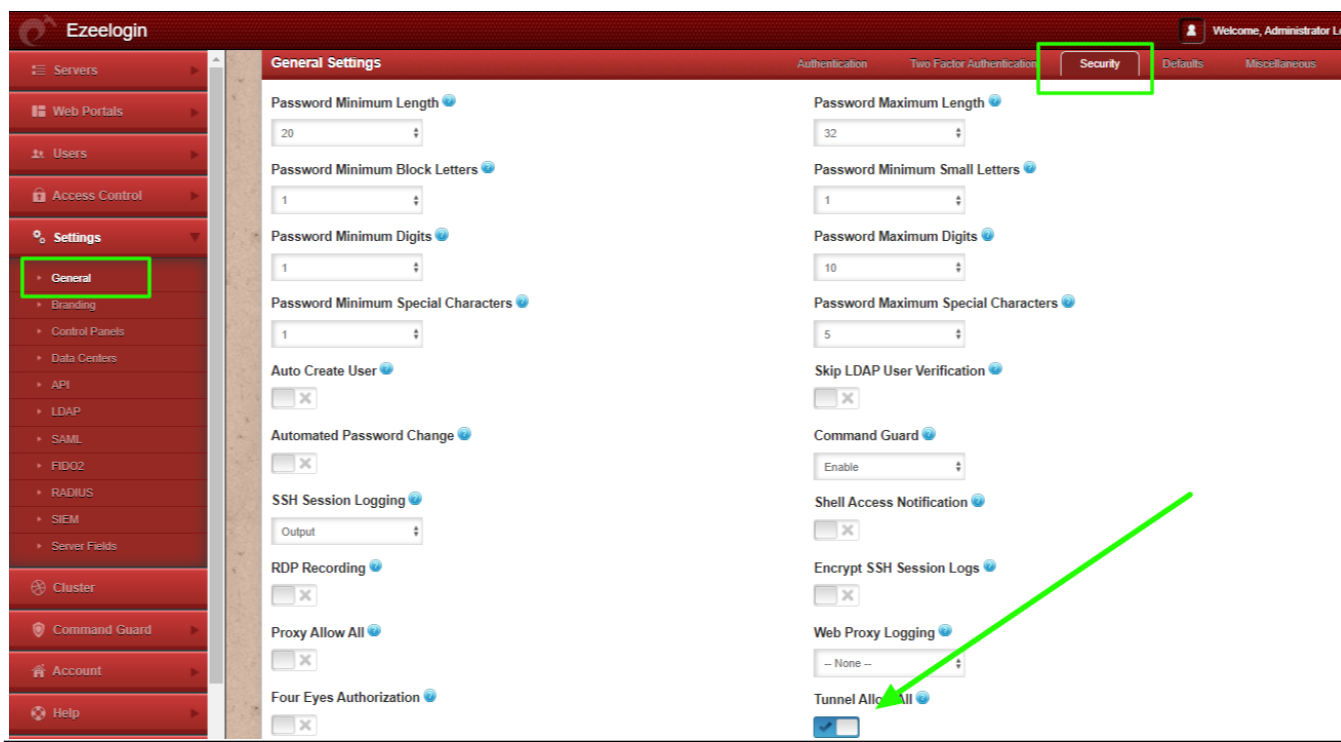 Ezeelogin
Welcome, Administrator
Servers
Web Portals
Users
Access Control
Settings
General
Branding
Control Panels
Data Centers
API
LDAP
SAML
FIDO2
RADIUS
SIEM
Server Fields
Cluster
Command Guard
Account
Help
General Settings
Authentication
Two Factor Authentication
Security
Defaults
Miscellaneous
Password Minimum Length
20
Password Maximum Length
32
Password Minimum Block Letters
1
Password Minimum Small Letters
1
Password Minimum Digits
1
Password Maximum Digits
10
Password Minimum Special Characters
1
Password Maximum Special Characters
5
Auto Create User
Skip LDAP User Verification
Automated Password Change
Command Guard
Enable
SSH Session Logging
Output
Shell Access Notification
RDP Recording
Encrypt SSH Session Logs
Proxy Allow All
Web Proxy Logging
-- None --
Four Eyes Authorization
Tunnel Allow All